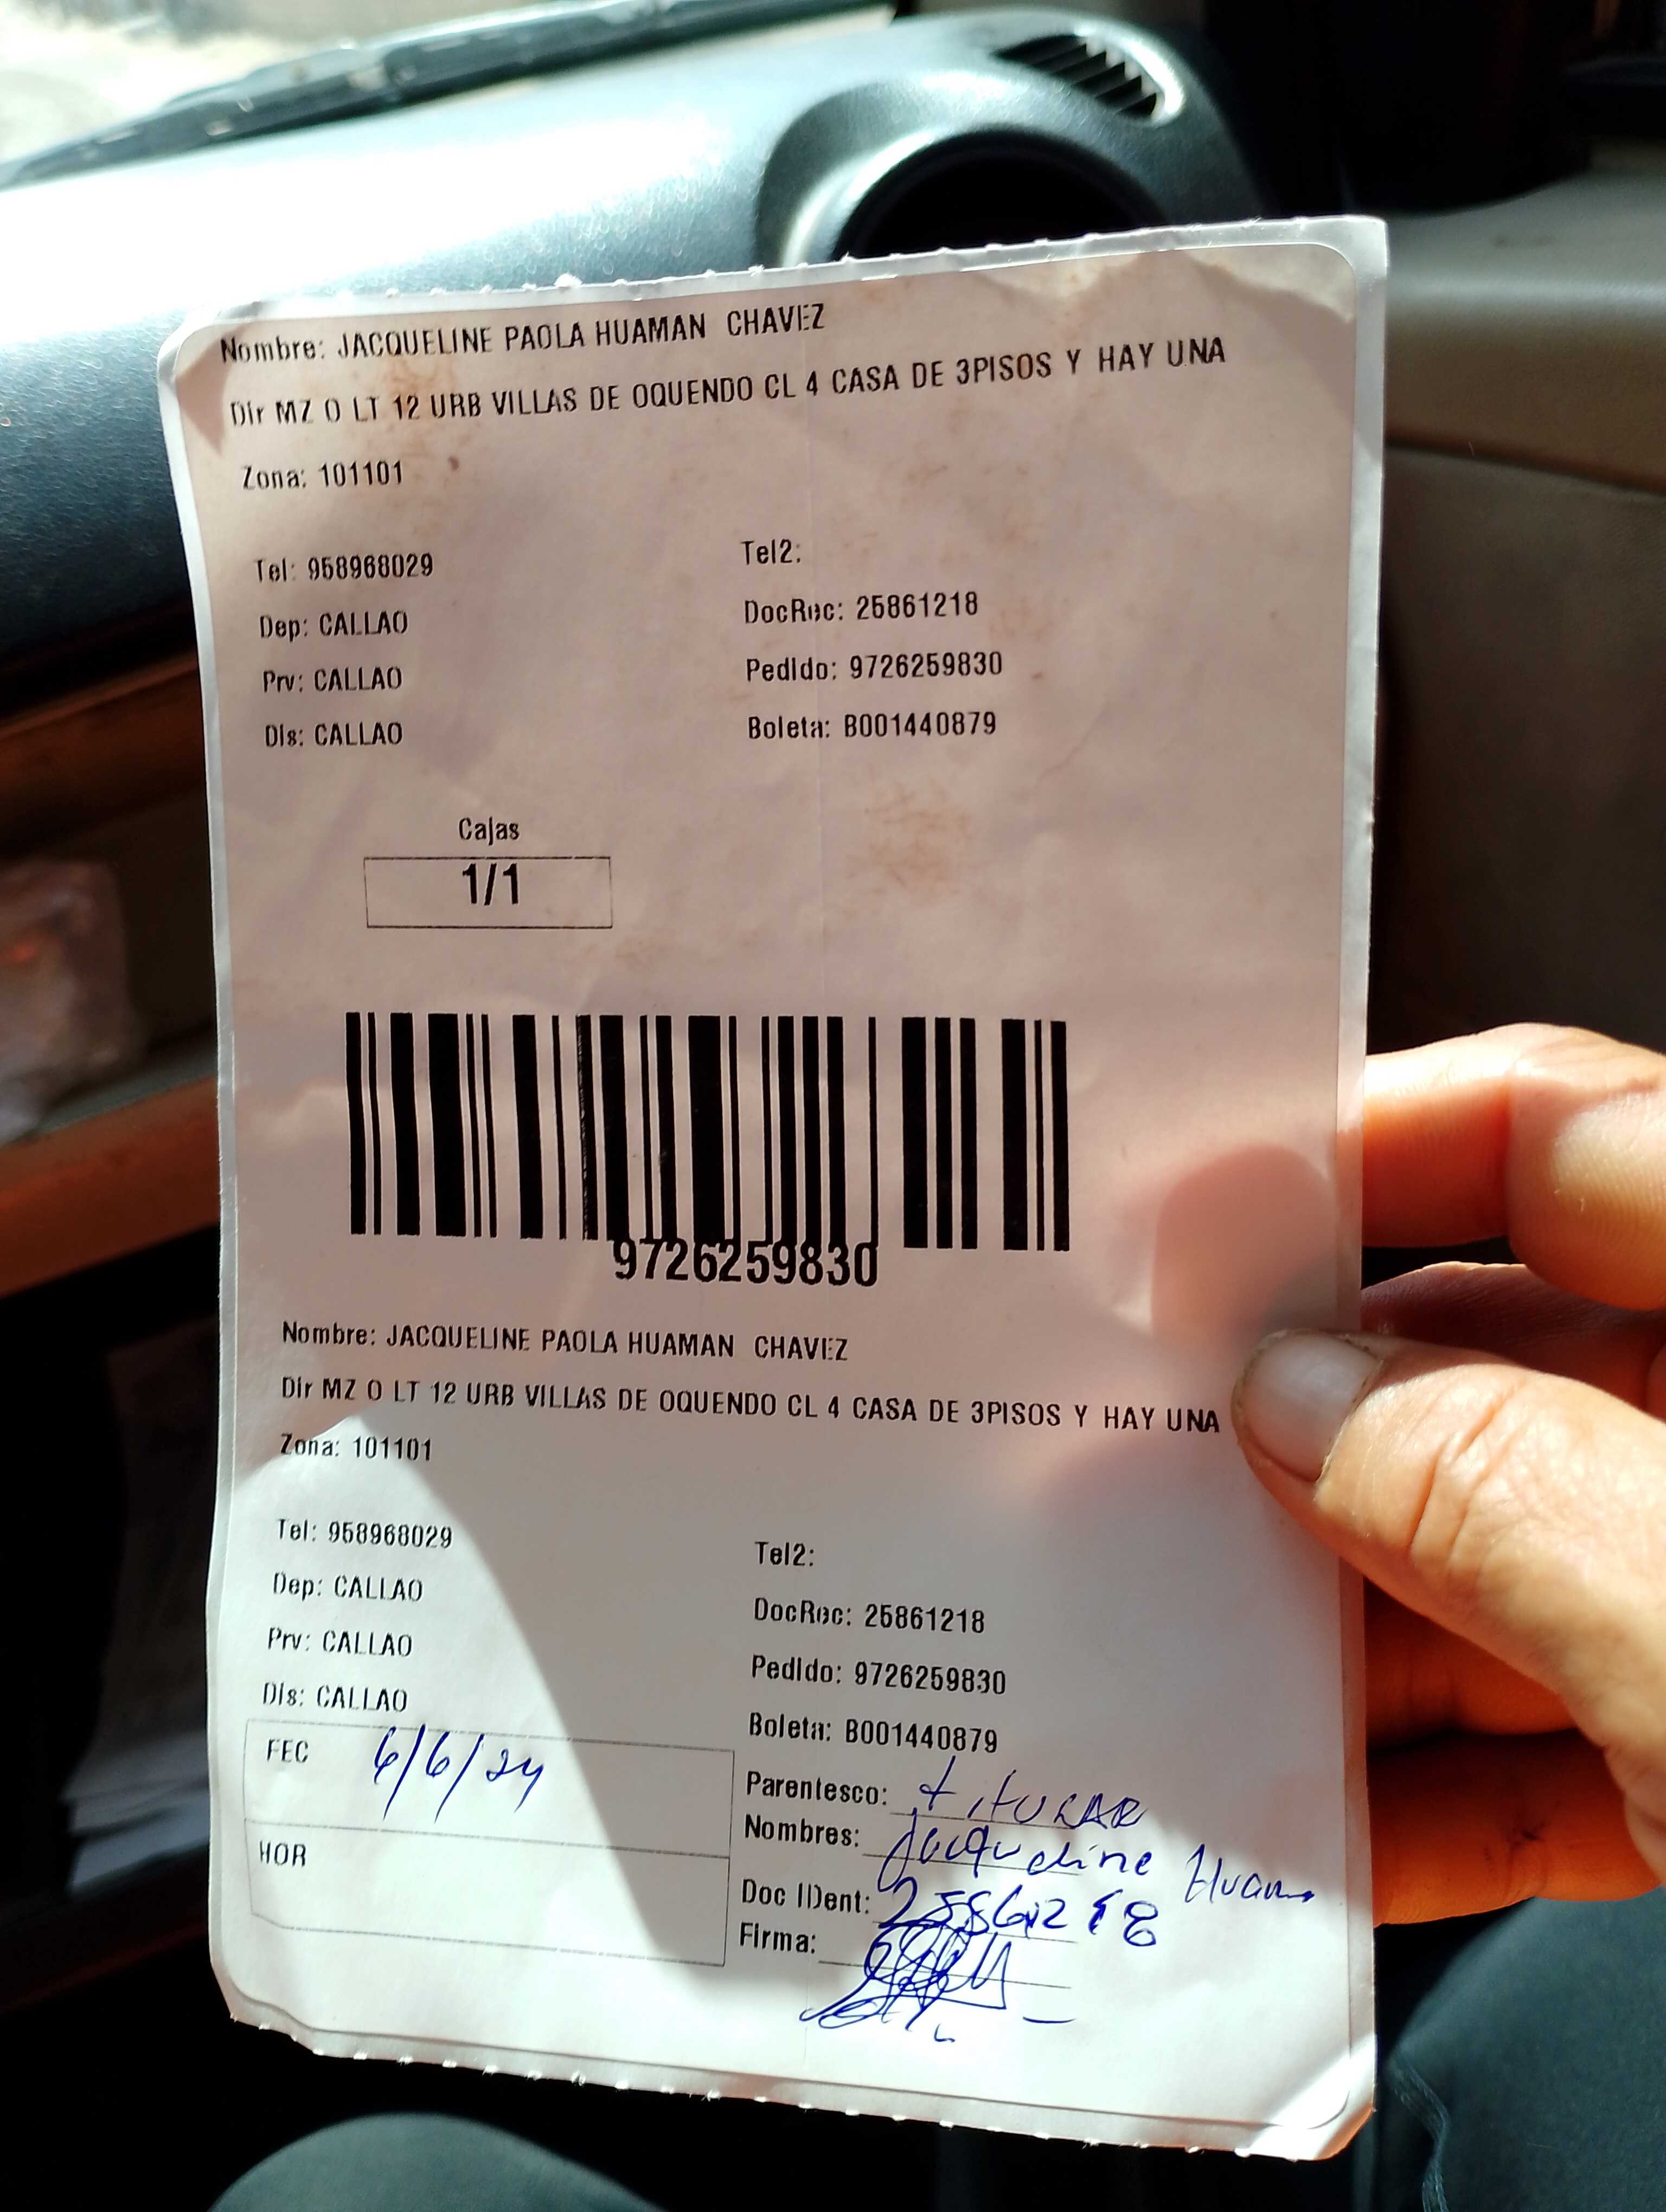 Nombre: JACQUELINE PAOLA HUAMAN CHAVEZ
Dir MZ O LT 12 URB VILLAS DE OQUENDO CL 4 CASA DE 3PISOS Y HAY UNA
Zona: 101101
Tel: 958968029 Tel2:
Dep: CALLAO DocRec: 25861218
Prv: CALLAO Pedido: 9726259830
Dis: CALLAO Boleta: B001440879
Cajas
1/1
9726259830
Nombre: JACQUELINE PAOLA HUAMAN CHAVEZ
Dir MZ O LT 12 URB VILLAS DE OQUENDO CL 4 CASA DE 3PISOS Y HAY UNA
Zona: 101101
Tel: 958968029 Tel2:
Dep: CALLAO DocRec: 25861218
Prv: CALLAO Pedido: 9726259830
Dis: CALLAO Boleta: B001440879
FEC 6/6/24 Parentesco: titular
Nombres: Jacqueline Huaman
HOR Doc IDent: 25861218
Firma: